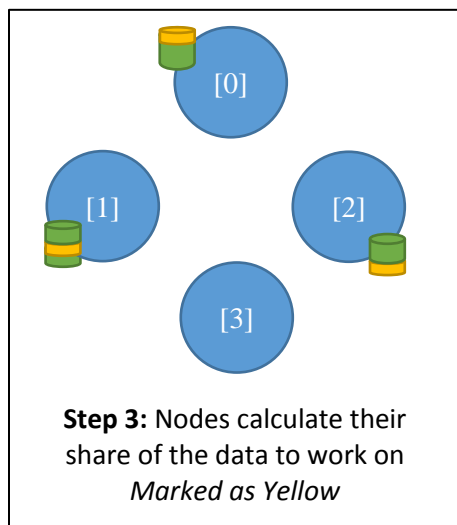 [0]
[1]
[2]
[3]
Step 3: Nodes calculate their
share of the data to work on
Marked as Yellow